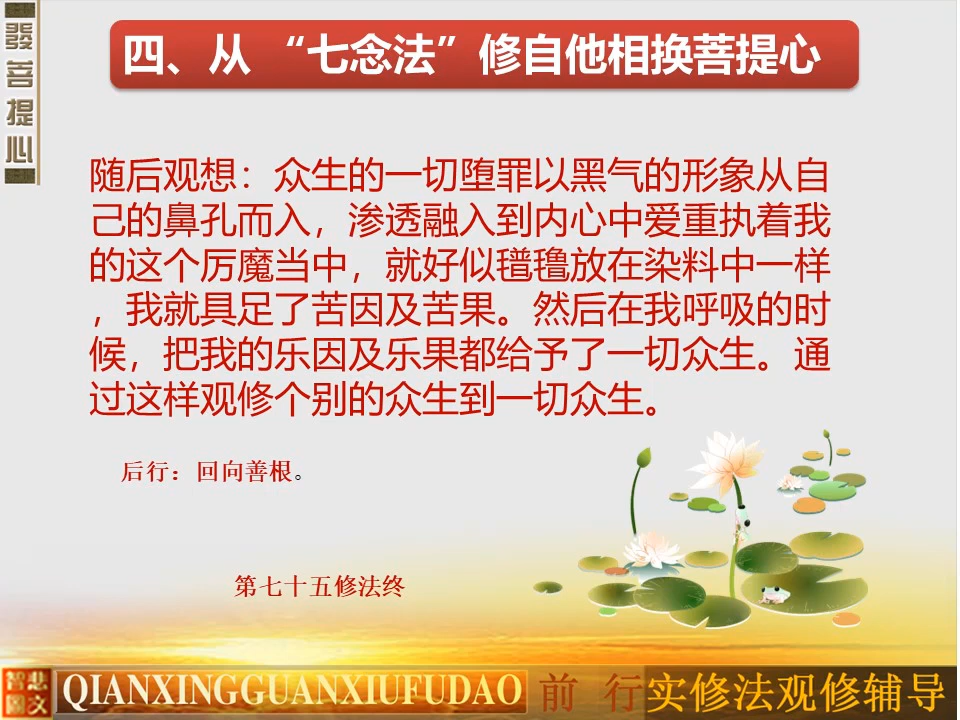 發菩提心
四、从 “七念法”修自他相换菩提心
随后观想：众生的一切堕罪以黑气的形象从自
己的鼻孔而入，渗透融入到内心中爱重执着我
的这个厉魔当中，就好似氆氇放在染料中一样
，我就具足了苦因及苦果。然后在我呼吸的时
候，把我的乐因及乐果都给予了一切众生。通
过这样观修个别的众生到一切众生。
后行：回向善根。
第七十五修法终
智悲
QIANXINGGUANXIUFUDAO 前 行实修法观修辅导